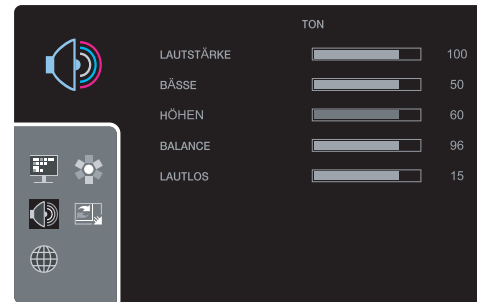 TON
LAUTSTÄRKE 100
BÄSSE 50
HÖHEN 60
BALANCE 96
LAUTLOS 15